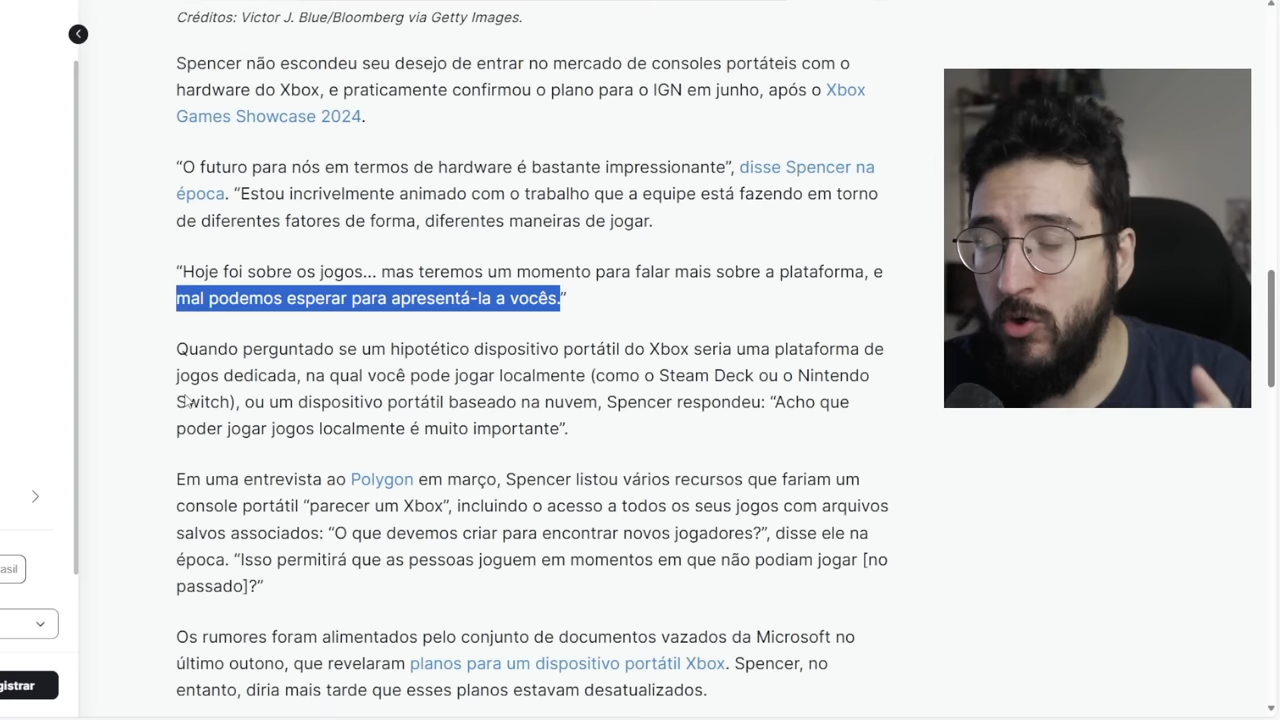 Créditos: Victor J. Blue/Bloomberg via Getty Images.
Spencer não escondeu seu desejo de entrar no mercado de consoles portáteis com o
hardware do Xbox, e praticamente confirmou o plano para o IGN em junho, após o Xbox
Games Showcase 2024.
“O futuro para nós em termos de hardware é bastante impressionante”, disse Spencer na
época. “Estou incrivelmente animado com o trabalho que a equipe está fazendo em torno
de diferentes fatores de forma, diferentes maneiras de jogar.
“Hoje foi sobre os jogos... mas teremos um momento para falar mais sobre a plataforma, e
mal podemos esperar para apresentá-la a vocês.”
Quando perguntado se um hipotético dispositivo portátil do Xbox seria uma plataforma de
jogos dedicada, na qual você pode jogar localmente (como o Steam Deck ou o Nintendo
Switch), ou um dispositivo portátil baseado na nuvem, Spencer respondeu: “Acho que
poder jogar jogos localmente é muito importante”.
Em uma entrevista ao Polygon em março, Spencer listou vários recursos que fariam um
console portátil “parecer um Xbox”, incluindo o acesso a todos os seus jogos com arquivos
salvos associados: “O que devemos criar para encontrar novos jogadores?”, disse ele na
época. “Isso permitirá que as pessoas joguem em momentos em que não podiam jogar [no
passado]?”
Os rumores foram alimentados pelo conjunto de documentos vazados da Microsoft no
último outono, que revelaram planos para um dispositivo portátil Xbox. Spencer, no
entanto, diria mais tarde que esses planos estavam desatualizados.
asil
gistrar